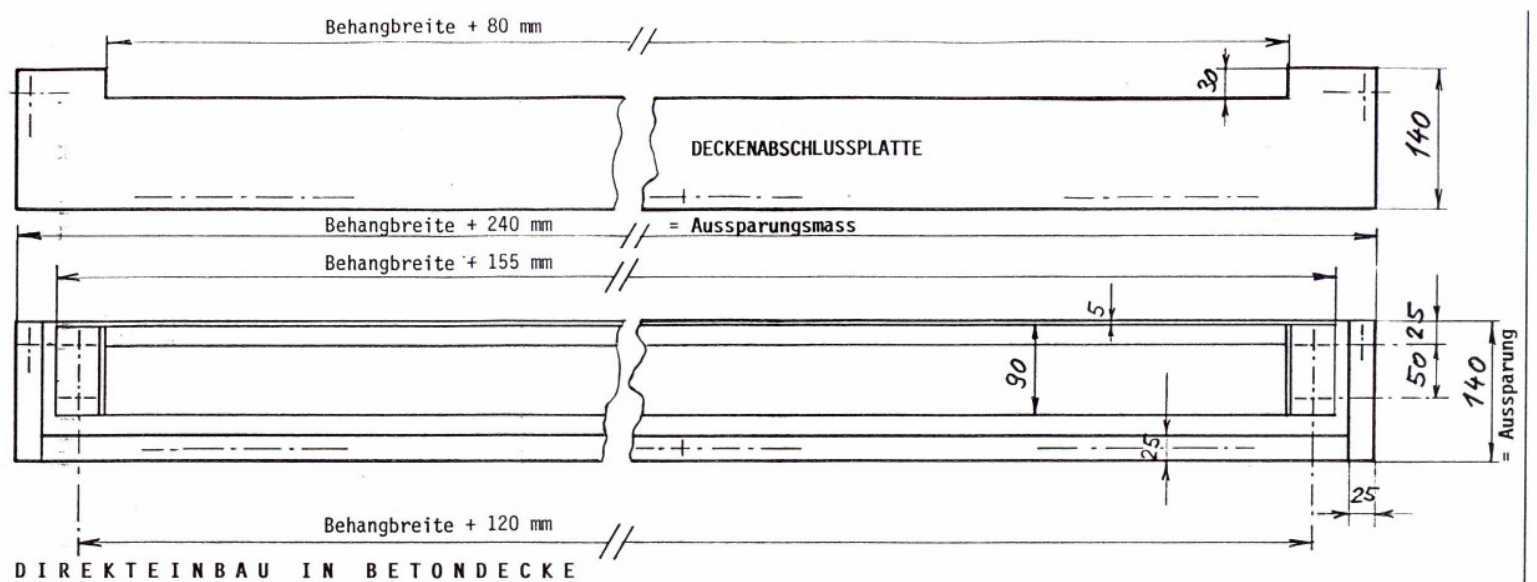 Behangbreite + 80 mm
30
140
DECKENABSCHLUSSPLATTE
Behangbreite + 240 mm = Aussparungsmass
Behangbreite + 155 mm
5
25
90
50
140
= Aussparung
25
25
Behangbreite + 120 mm
DIREKTEINBAU IN BETONDECKE